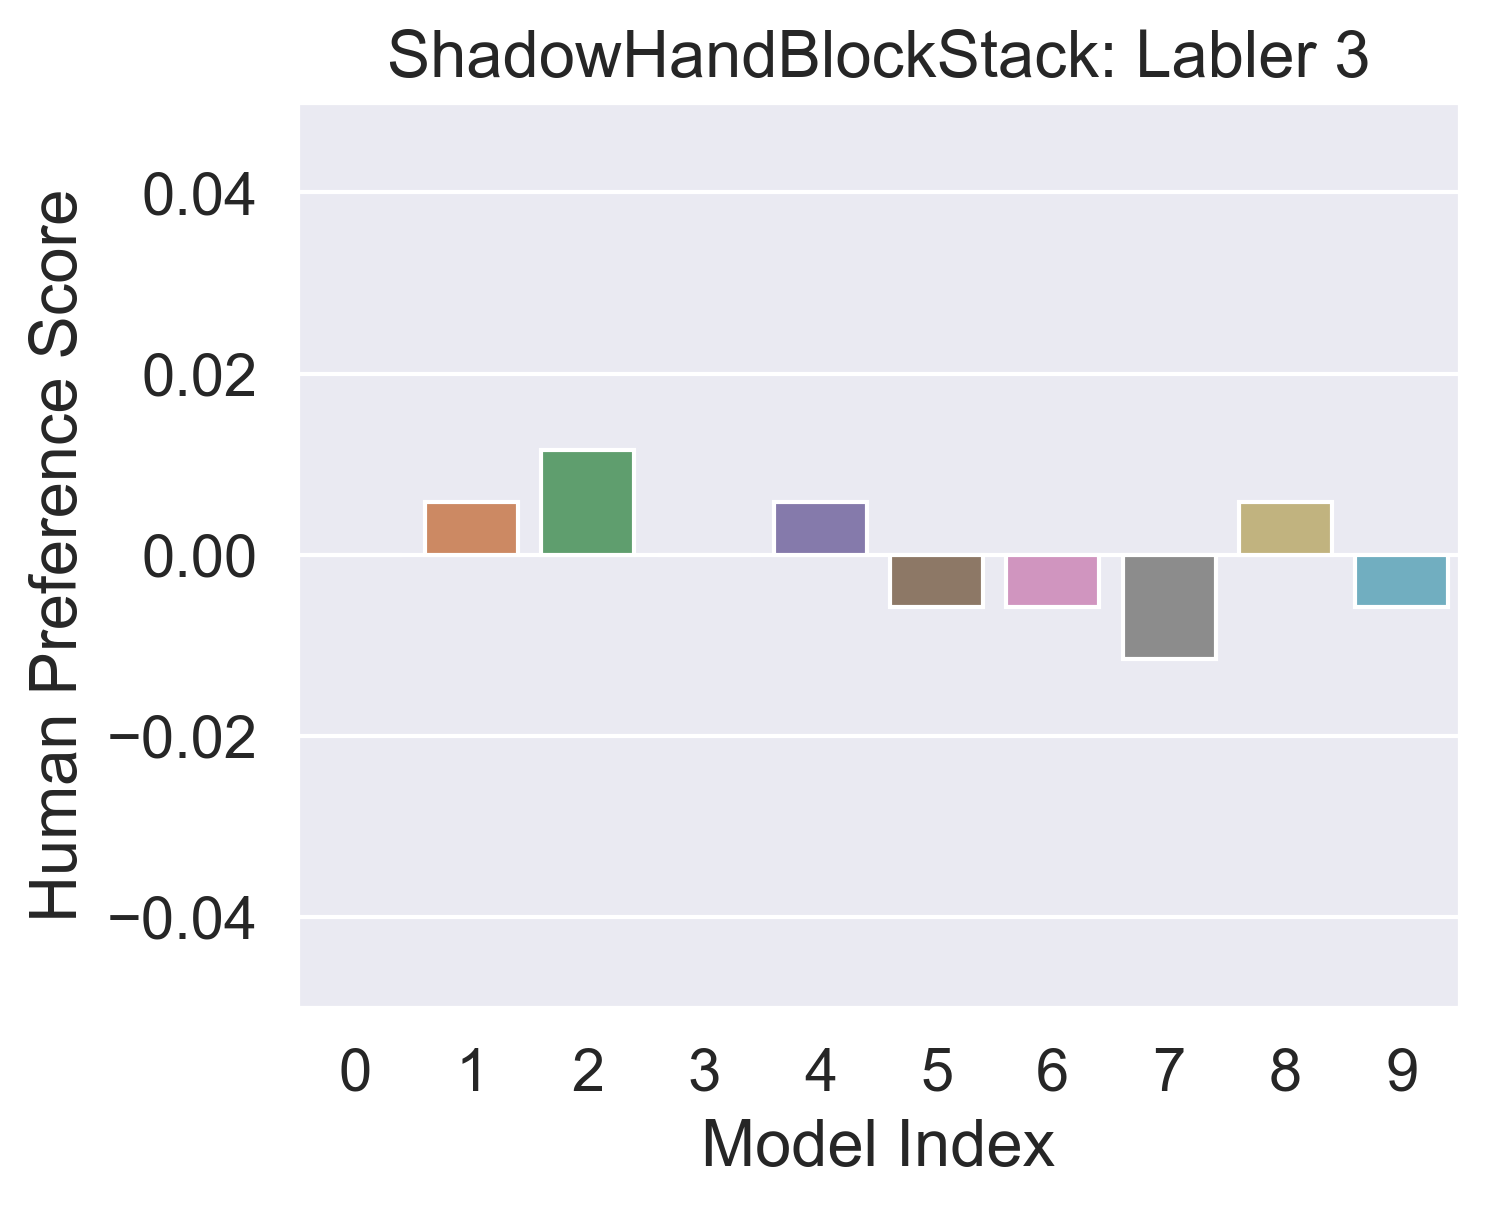 ShadowHandBlockStack: Labler 3
Human Preference Score
0.04
0.02
0.00
−0.02
−0.04
0 1 2 3 4 5 6 7 8 9
Model Index